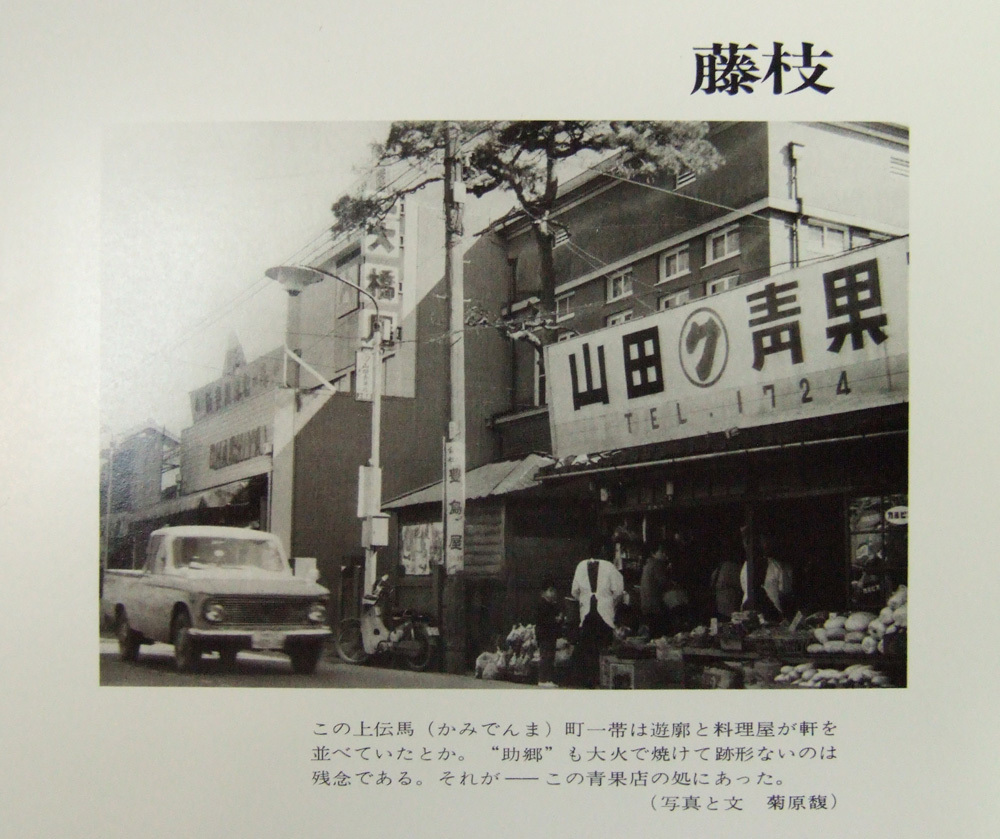 藤枝
大橋
山田ク青果
TEL.1724
豊島屋
この上伝馬（かみでんま）町一帯は遊廓と料理屋が軒を
並べていたとか。“助郷”も大火で焼けて跡形ないのは
残念である。それが──この青果店の処にあった。
（写真と文　菊原馥）